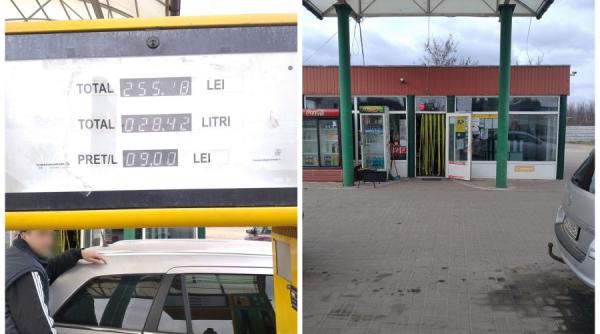 TOTAL 255.78 LEI
TOTAL 028.42 LITRI
PRET/L 09.00 LEI